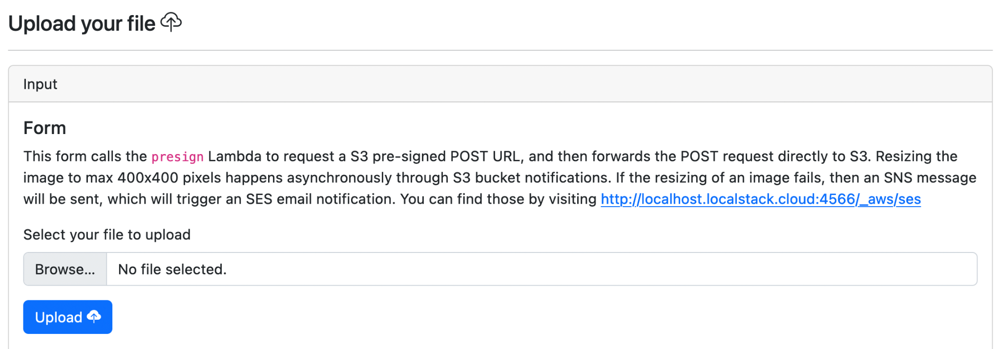 Upload your file
Input
Form
This form calls the presign Lambda to request a S3 pre-signed POST URL, and then forwards the POST request directly to S3. Resizing the
image to max 400x400 pixels happens asynchronously through S3 bucket notifications. If the resizing of an image fails, then an SNS message
will be sent, which will trigger an SES email notification. You can find those by visiting http://localhost.localstack.cloud:4566/_aws/ses
Select your file to upload
Browse... No file selected.
Upload